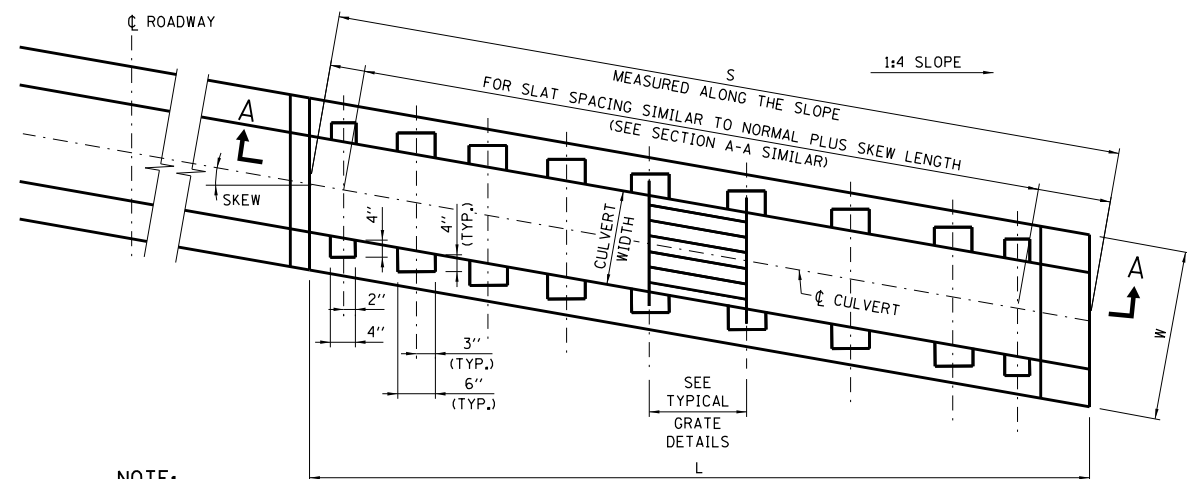 ℄ ROADWAY
1:4 SLOPE
S
MEASURED ALONG THE SLOPE
FOR SLAT SPACING SIMILAR TO NORMAL PLUS SKEW LENGTH
(SEE SECTION A-A SIMILAR)
A
SKEW
4''
4''
(TYP.)
CULVERT
WIDTH
℄ CULVERT
A
W
2''
4''
3''
(TYP.)
6''
(TYP.)
SEE
TYPICAL
GRATE
DETAILS
L
NOTE: